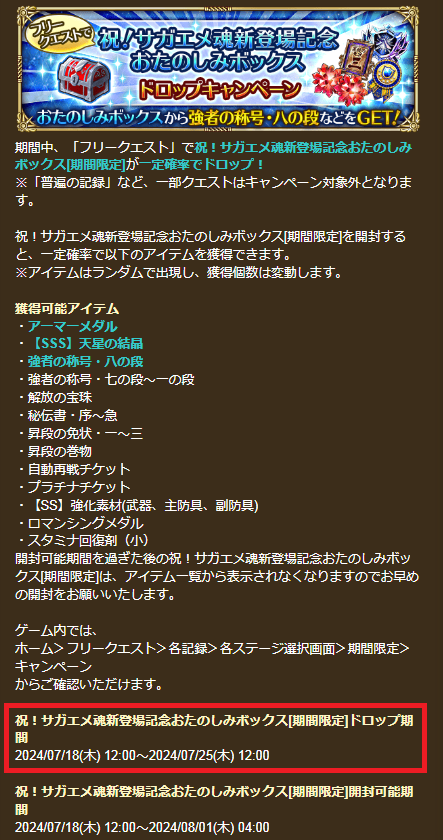 フリー
クエストで
祝！サガエメ魂新登場記念
おたのしみボックス
ドロップキャンペーン
おたのしみボックスから強者の称号・八の段などをGET!
期間中、「フリークエスト」で祝！サガエメ魂新登場記念おたのしみ
ボックス[期間限定]が一定確率でドロップ！
※「普遍の記録」など、一部クエストはキャンペーン対象外となりま
す。
祝！サガエメ魂新登場記念おたのしみボックス[期間限定]を開封する
と、一定確率で以下のアイテムを獲得できます。
※アイテムはランダムで出現し、獲得個数は変動します。
獲得可能アイテム
・アーマーメダル
・【SSS】天星の結晶
・強者の称号・八の段
・強者の称号・七の段～一の段
・解放の宝珠
・秘伝書・序～急
・昇段の免状・一～三
・昇段の巻物
・自動再戦チケット
・プラチナチケット
・【SS】強化素材(武器、主防具、副防具)
・ロマンシングメダル
・スタミナ回復剤（小）
開封可能期間を過ぎた後の祝！サガエメ魂新登場記念おたのしみボッ
クス[期間限定]は、アイテム一覧から表示されなくなりますのでお早め
の開封をお願いいたします。
ゲーム内では、
ホーム＞フリークエスト＞各記録＞各ステージ選択画面＞期間限定＞
キャンペーン
からご確認いただけます。
祝！サガエメ魂新登場記念おたのしみボックス[期間限定]ドロップ期
間
2024/07/18(木) 12:00～2024/07/25(木) 12:00
祝！サガエメ魂新登場記念おたのしみボックス[期間限定]開封可能期
間
2024/07/18(木) 12:00～2024/08/01(木) 04:00